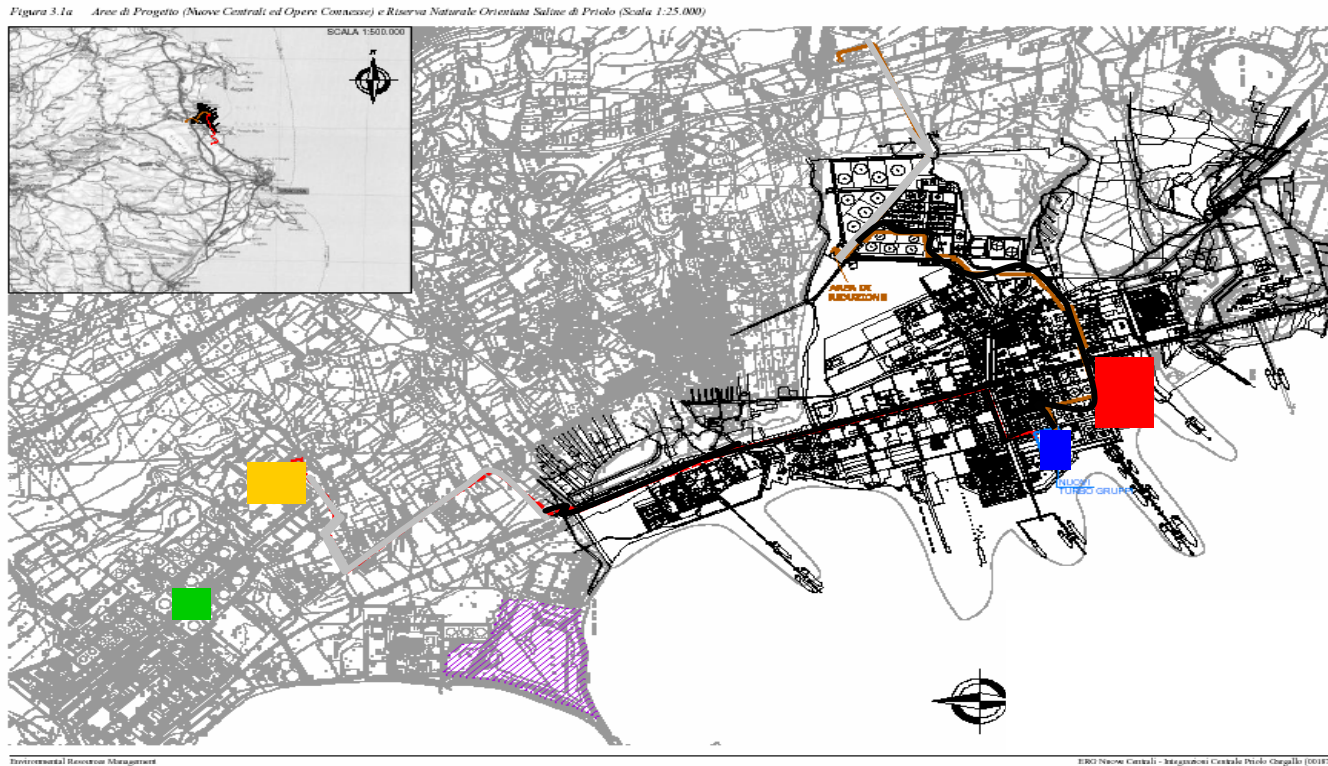 Figura 3.1a Aree di Progetto (Nuove Centrali ed Opere Connesse) e Riserva Naturale Orientata Saline di Priolo (Scala 1:25.000)
SCALA 1:500.000
AREA DI
RIDUZIONE
NUOVI
TURBO GRUPPI
Environmental Resources Management
ERG Nuove Centrali - Integrazioni Centrale Priolo Gargallo (0018